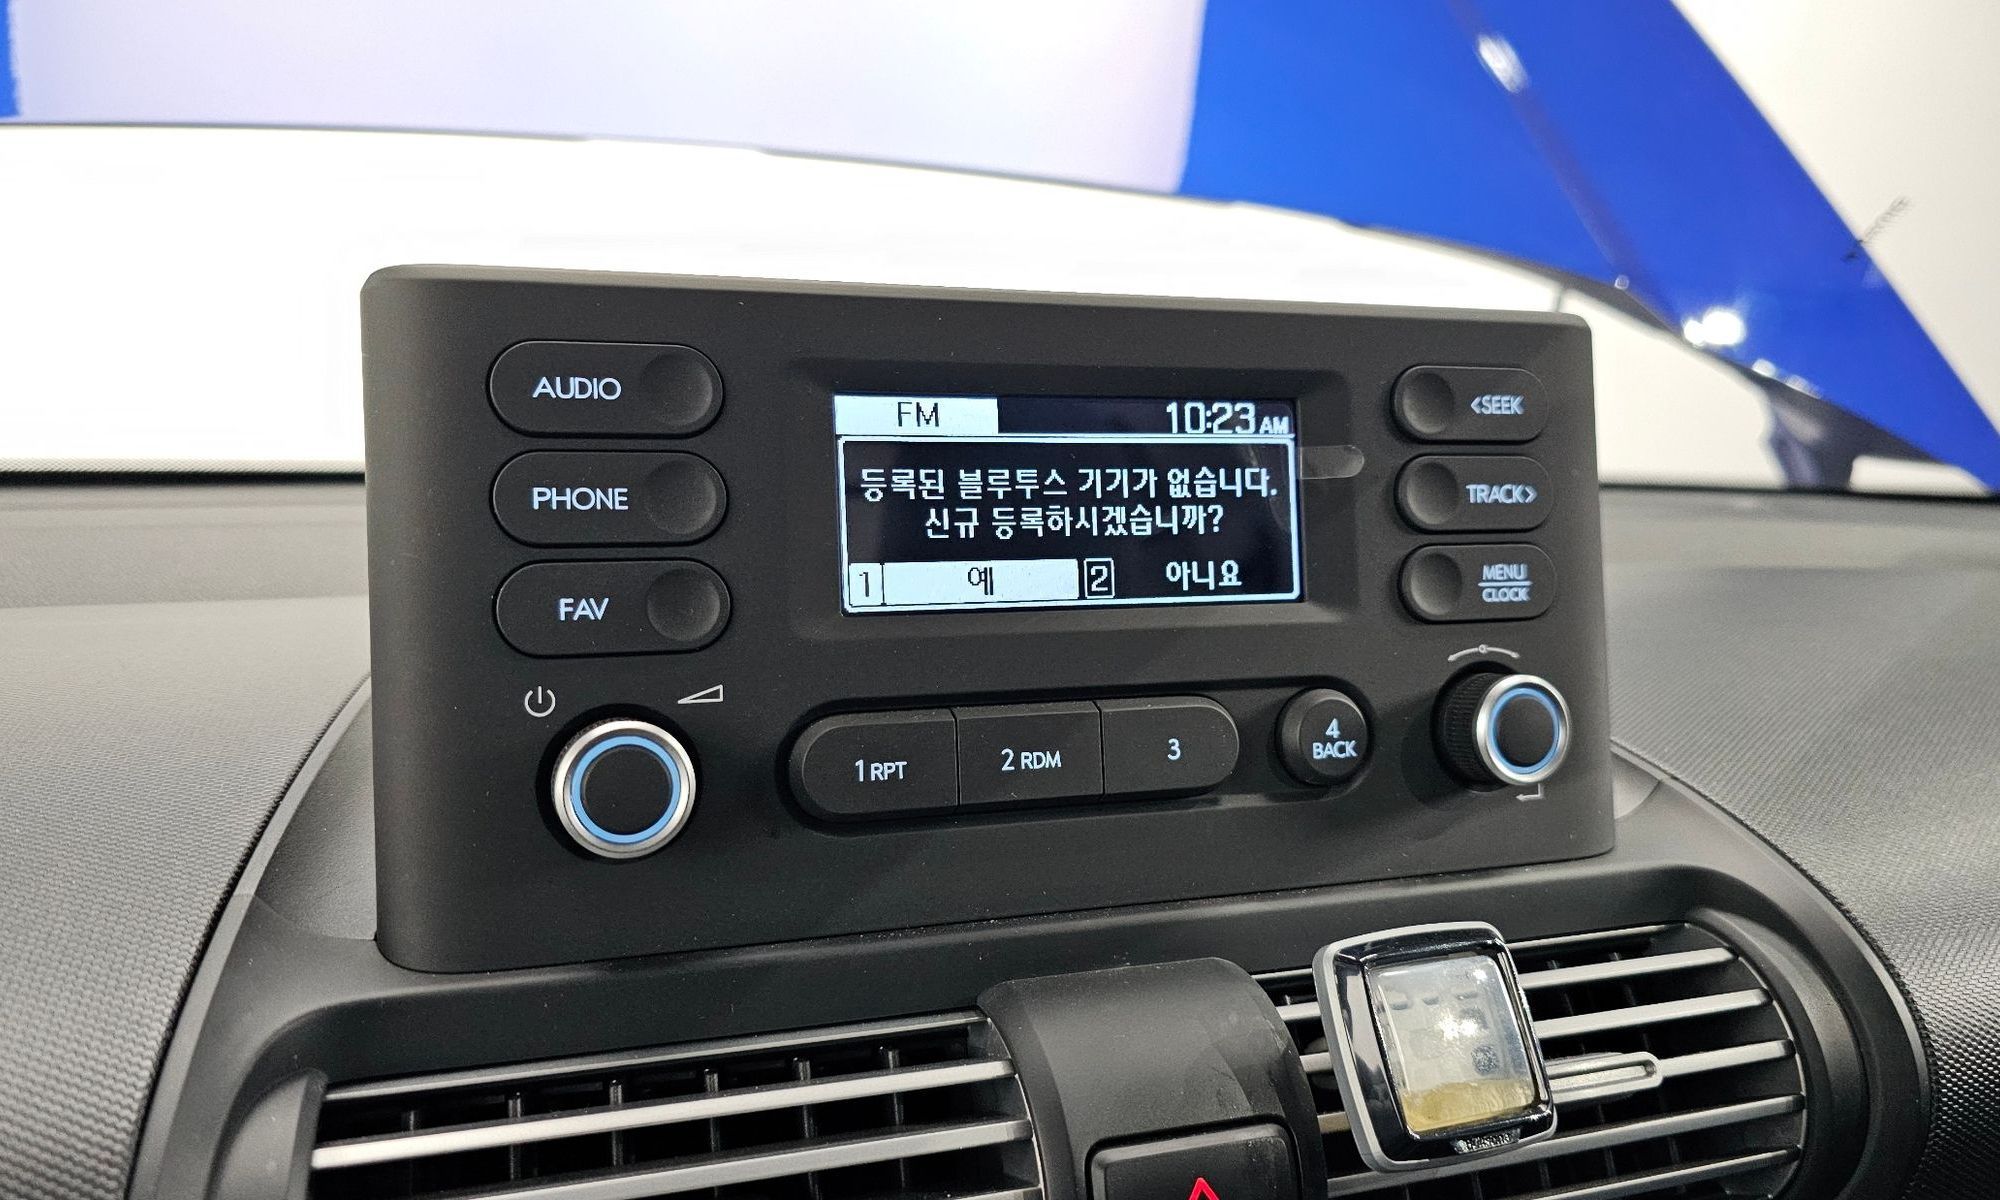 AUDIO
PHONE
FAV
FM
10:23 AM
등록된 블루투스 기기가 없습니다.
신규 등록하시겠습니까?
1 예 2 아니요
<SEEK
TRACK>
MENU
CLOCK
1 RPT
2 RDM
3
4
BACK